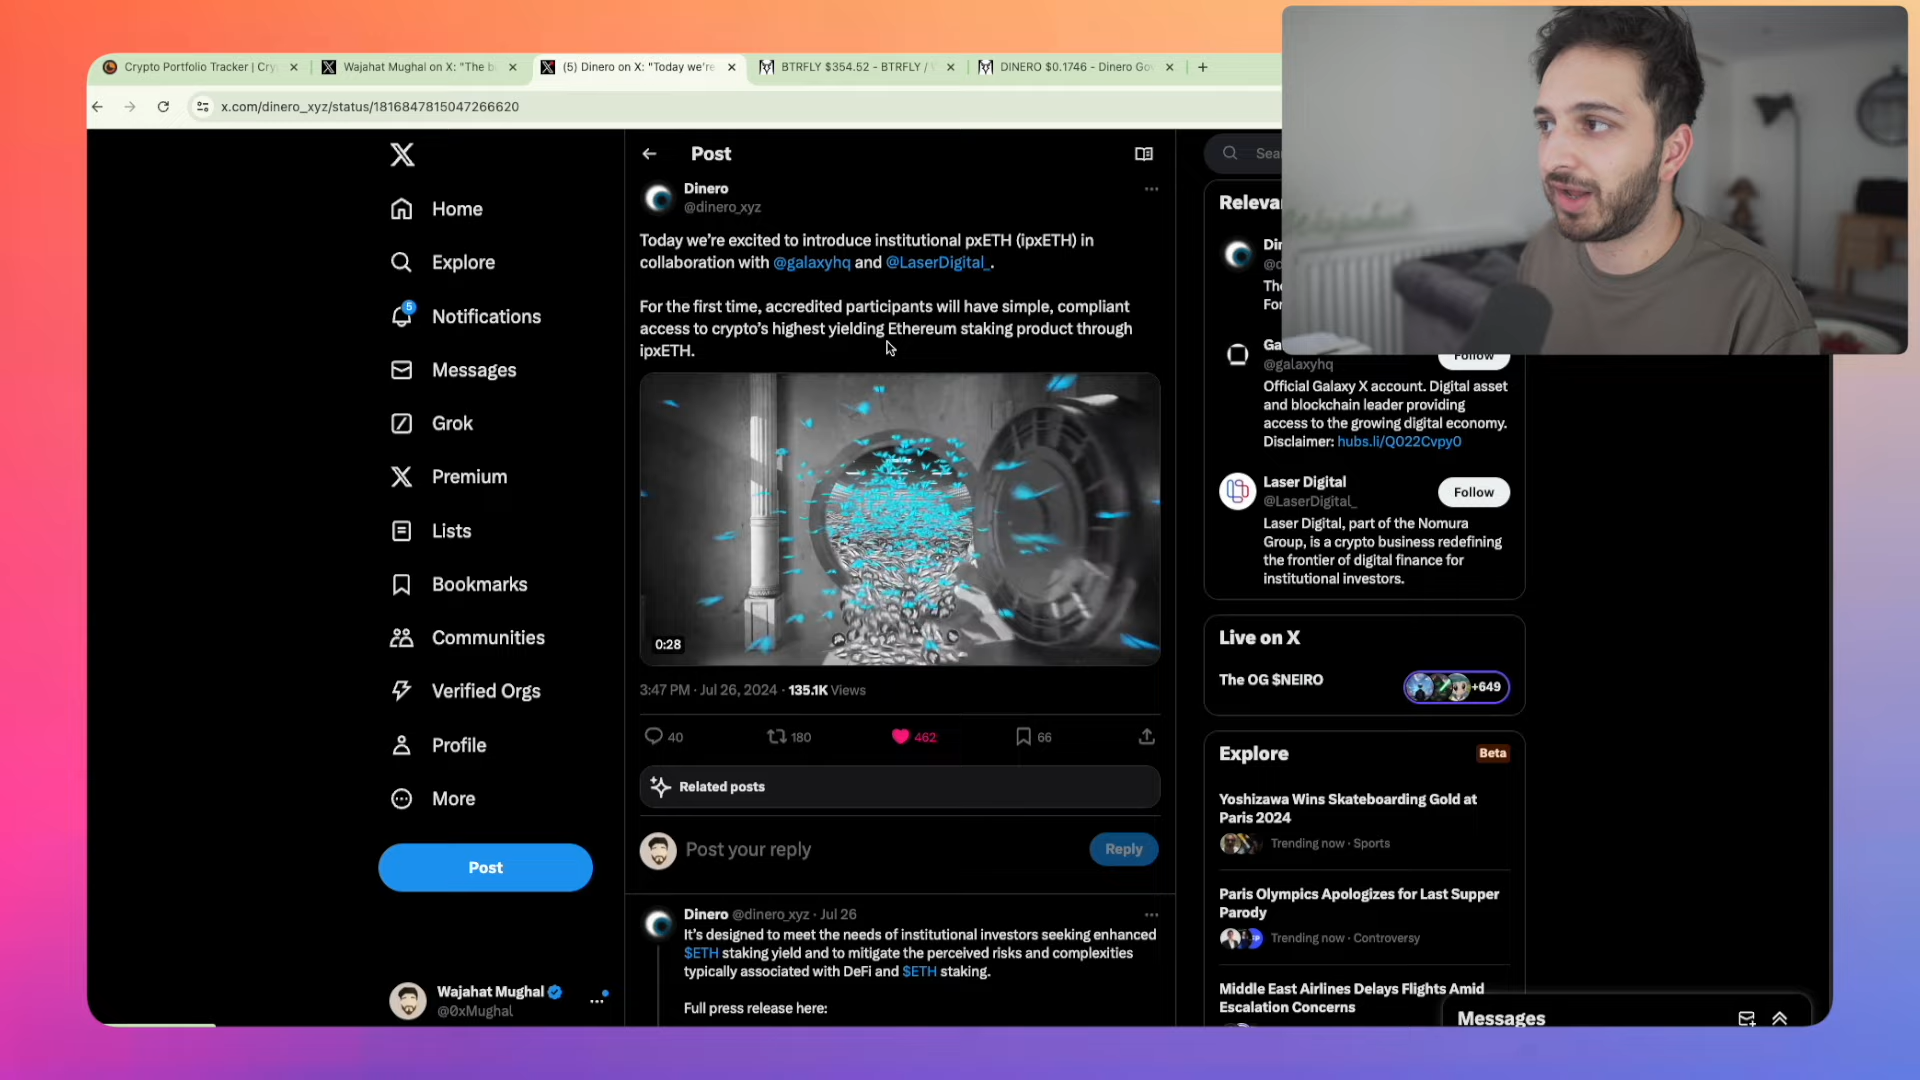 Crypto Portfolio Tracker | Cry
Wajahat Mughal on X: "The b
(5) Dinero on X: "Today we're
BTRFLY $354.52 - BTRFLY /
DINERO $0.1746 - Dinero Go
x.com/dinero_xyz/status/1816847815047266620
Home
Explore
5
Notifications
Messages
Grok
Premium
Lists
Bookmarks
Communities
Verified Orgs
Profile
More
Post
Wajahat Mughal
@0xMughal
Post
Dinero
@dinero_xyz
Today we're excited to introduce institutional pxETH (ipxETH) in
collaboration with @galaxyhq and @LaserDigital_.
For the first time, accredited participants will have simple, compliant
access to crypto's highest yielding Ethereum staking product through
ipxETH.
0:28
3:47 PM · Jul 26, 2024 · 135.1K Views
40
180
462
66
Related posts
Post your reply
Reply
Dinero @dinero_xyz · Jul 26
It's designed to meet the needs of institutional investors seeking enhanced
$ETH staking yield and to mitigate the perceived risks and complexities
typically associated with DeFi and $ETH staking.
Full press release here:
Sea
Releva
Di
@d
The
For
Ga
@galaxyhq
Follow
Official Galaxy X account. Digital asset
and blockchain leader providing
access to the growing digital economy.
Disclaimer: hubs.li/Q022Cvpy0
Laser Digital
@LaserDigital_
Follow
Laser Digital, part of the Nomura
Group, is a crypto business redefining
the frontier of digital finance for
institutional investors.
Live on X
The OG $NEIRO
+649
Explore
Beta
Yoshizawa Wins Skateboarding Gold at
Paris 2024
Trending now · Sports
Paris Olympics Apologizes for Last Supper
Parody
Trending now · Controversy
Middle East Airlines Delays Flights Amid
Escalation Concerns
Messages